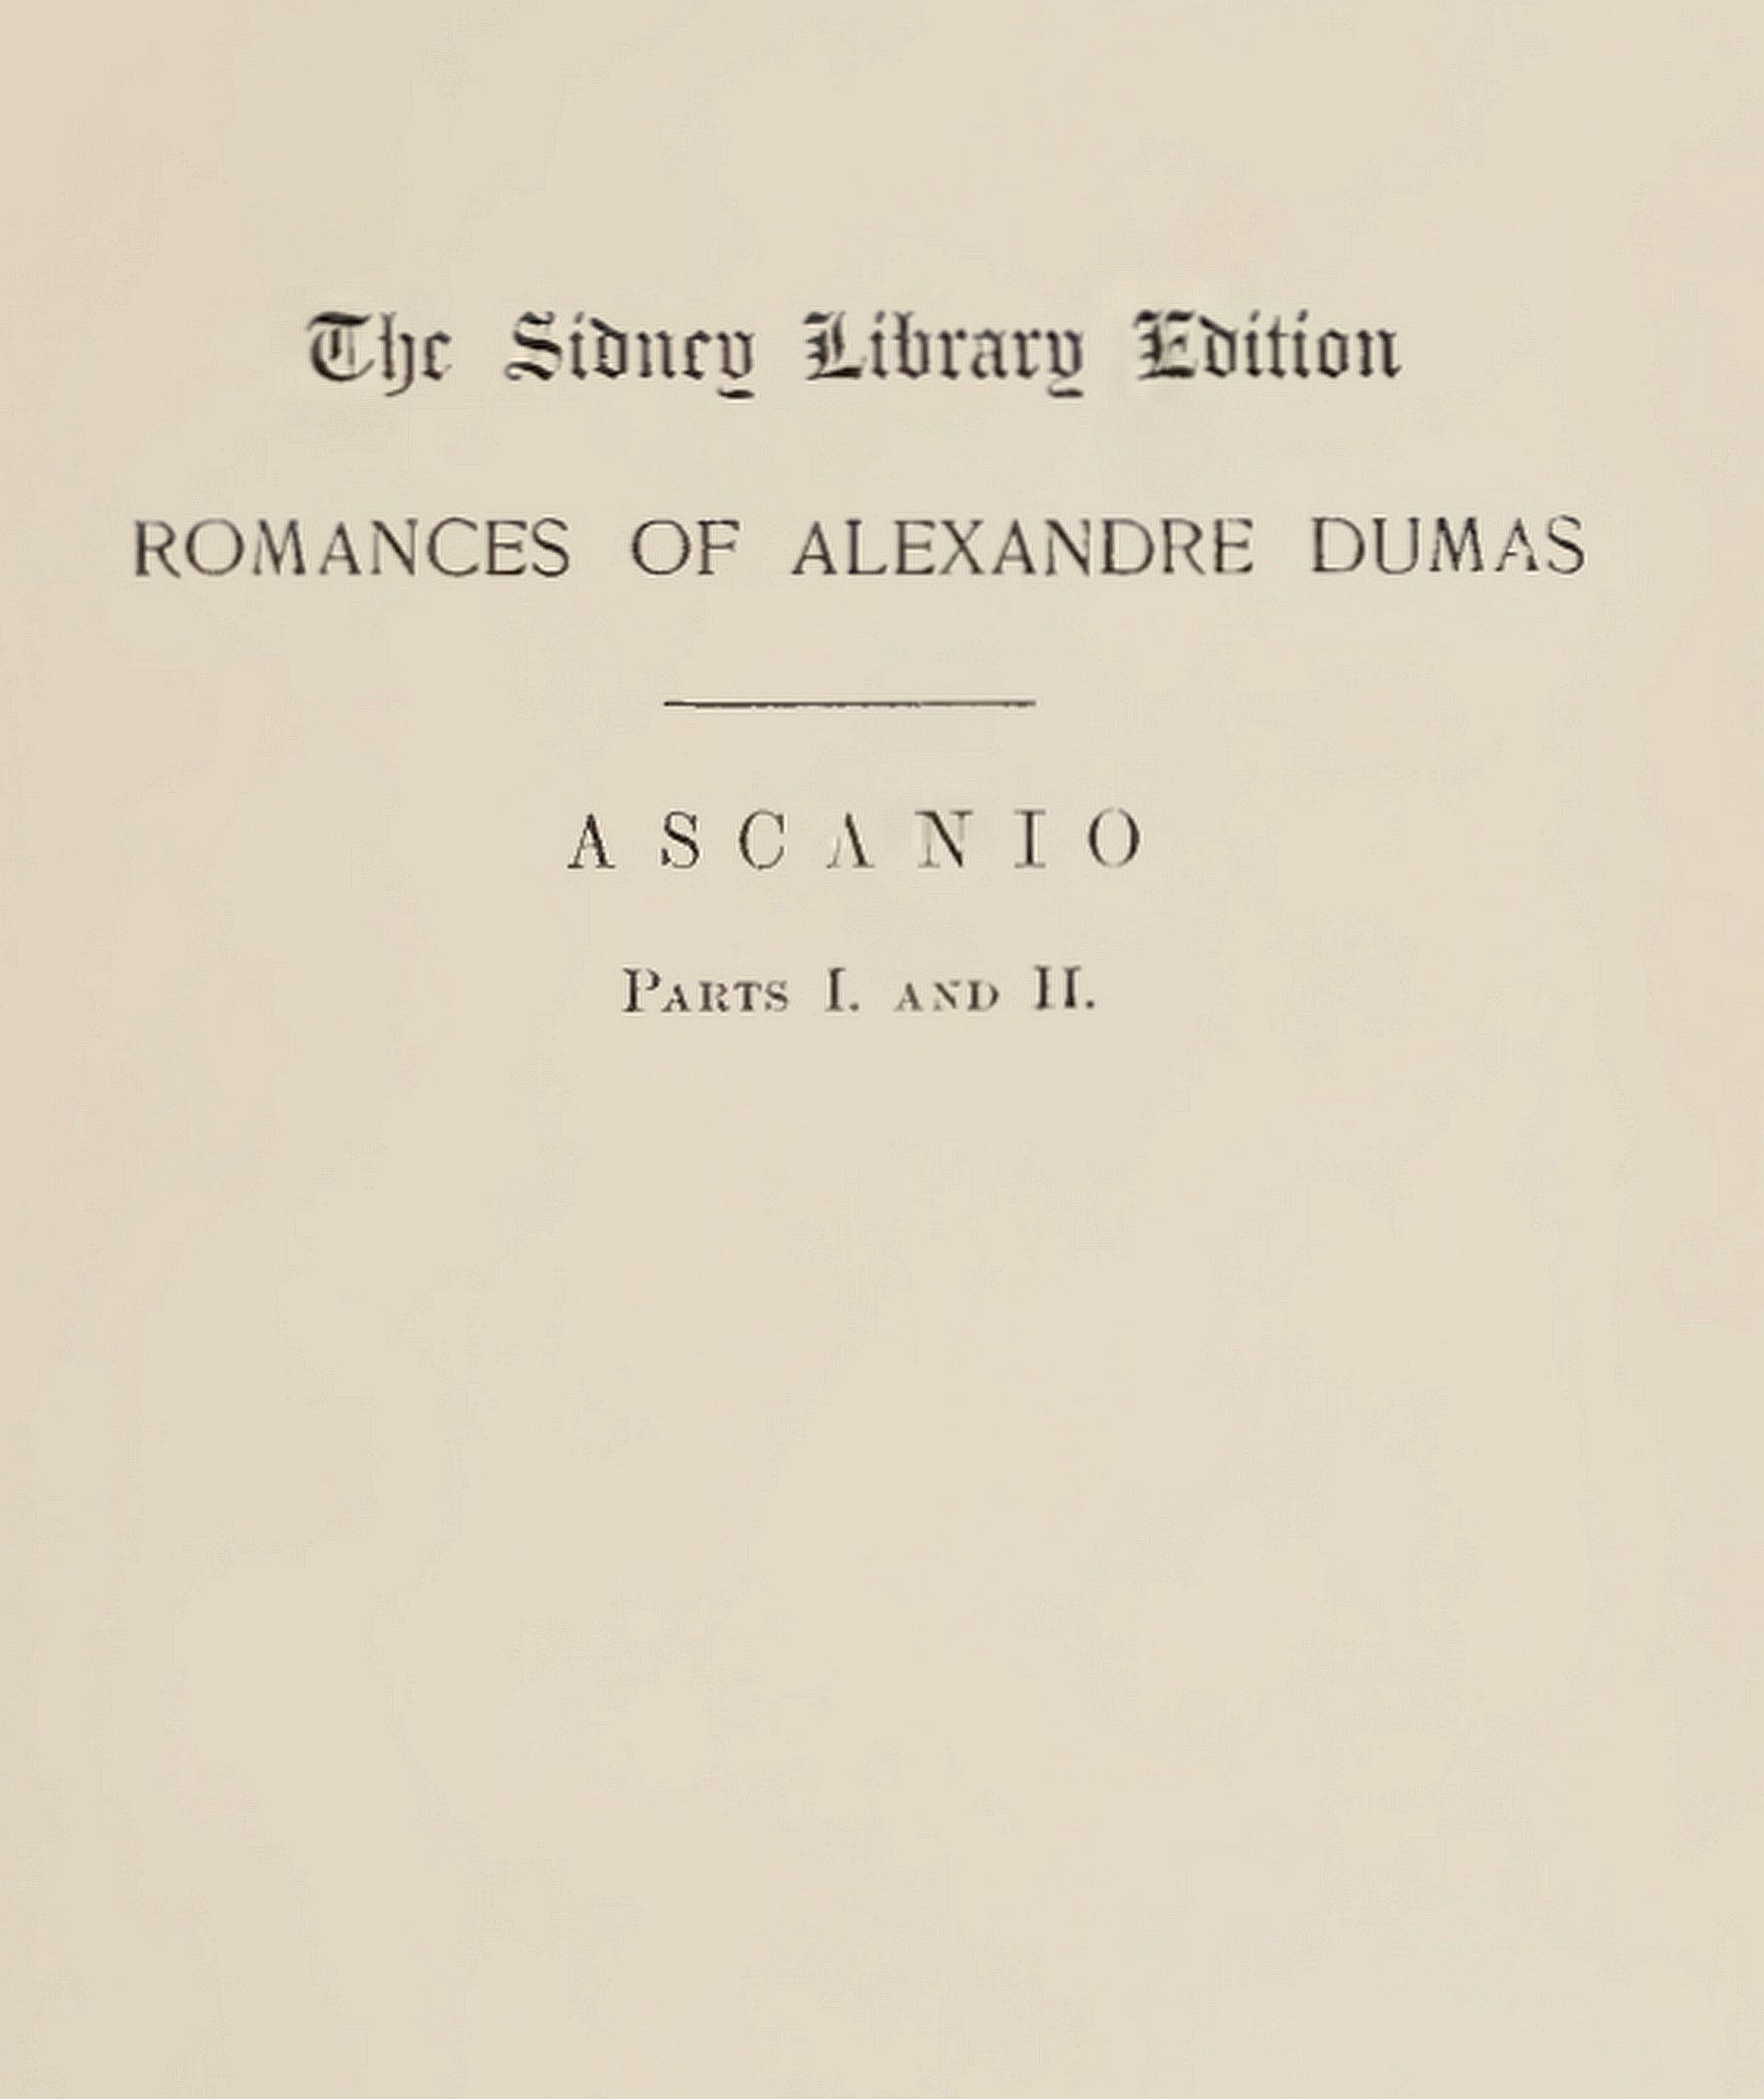 The Sidney Library Edition
ROMANCES OF ALEXANDRE DUMAS
ASCANIO
PARTS I. AND II.